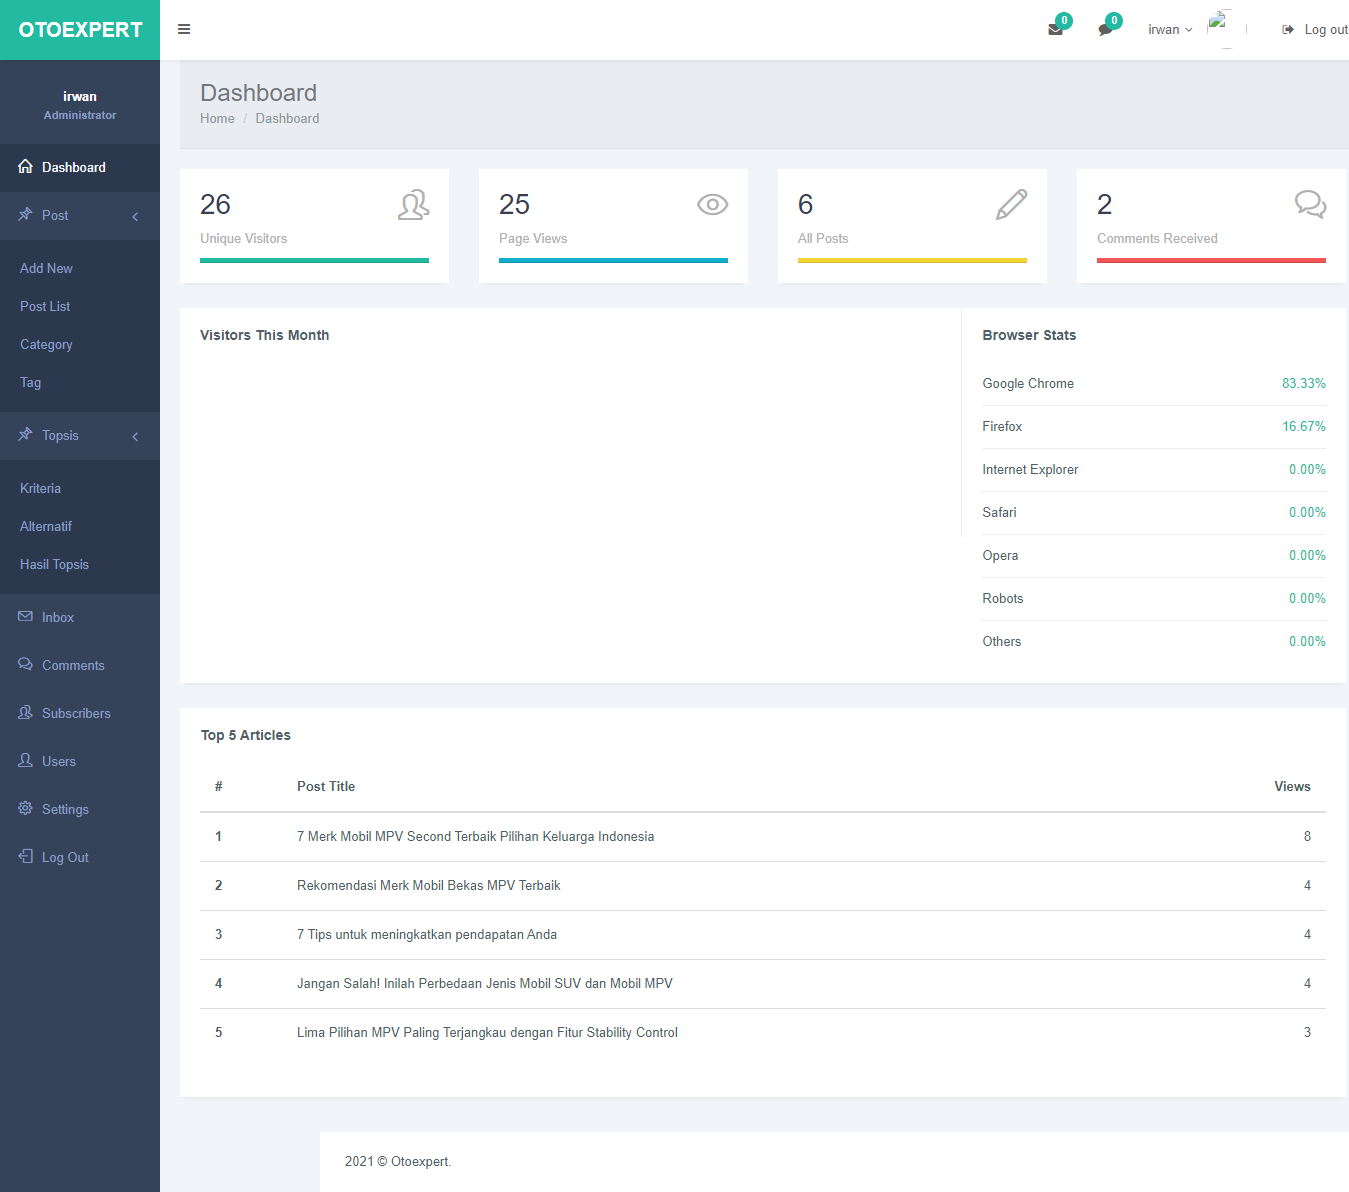 OTOEXPERT
0
0
irwan
Log out
irwan
Administrator
Dashboard
Post
Add New
Post List
Category
Tag
Topsis
Kriteria
Alternatif
Hasil Topsis
Inbox
Comments
Subscribers
Users
Settings
Log Out
Dashboard
Home / Dashboard
26
Unique Visitors
25
Page Views
6
All Posts
2
Comments Received
Visitors This Month
Browser Stats
Google Chrome 83.33%
Firefox 16.67%
Internet Explorer 0.00%
Safari 0.00%
Opera 0.00%
Robots 0.00%
Others 0.00%
Top 5 Articles
# Post Title Views
1 7 Merk Mobil MPV Second Terbaik Pilihan Keluarga Indonesia 8
2 Rekomendasi Merk Mobil Bekas MPV Terbaik 4
3 7 Tips untuk meningkatkan pendapatan Anda 4
4 Jangan Salah! Inilah Perbedaan Jenis Mobil SUV dan Mobil MPV 4
5 Lima Pilihan MPV Paling Terjangkau dengan Fitur Stability Control 3
2021 © Otoexpert.